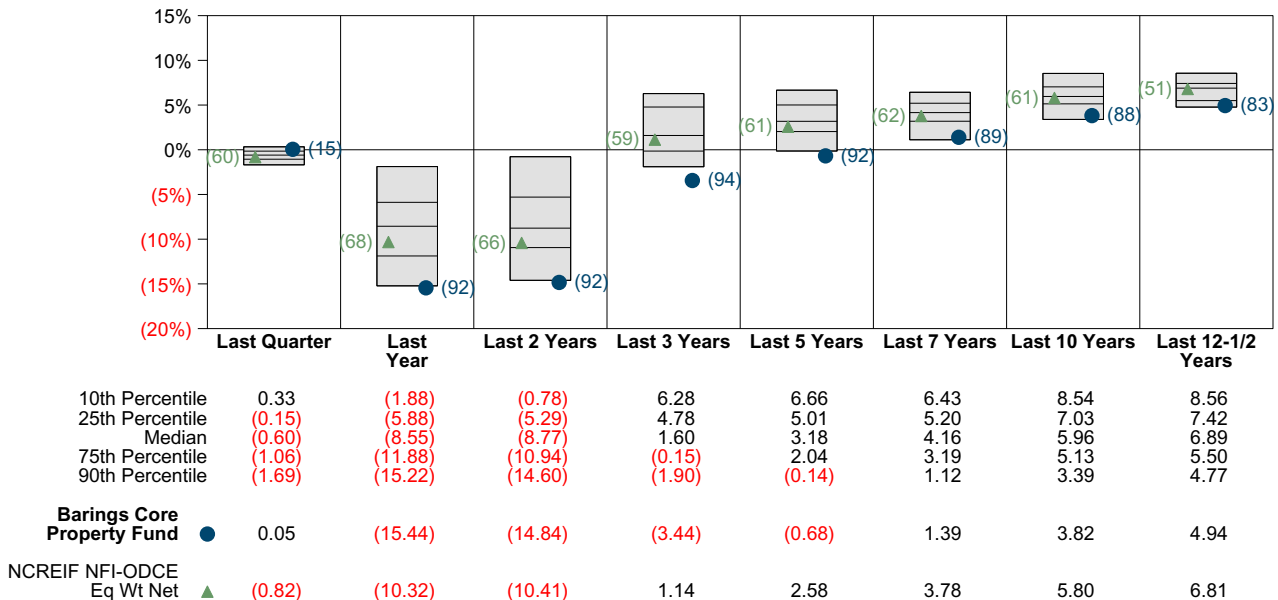 15%
10%
5%
0%
(5%)
(10%)
(15%)
(20%)
(60) (15)
(68) (92)
(66) (92)
(59) (94)
(61) (92)
(62) (89)
(61) (88)
(51) (83)
Last Quarter Last Year Last 2 Years Last 3 Years Last 5 Years Last 7 Years Last 10 Years Last 12-1/2 Years
10th Percentile 0.33 (1.88) (0.78) 6.28 6.66 6.43 8.54 8.56
25th Percentile (0.15) (5.88) (5.29) 4.78 5.01 5.20 7.03 7.42
Median (0.60) (8.55) (8.77) 1.60 3.18 4.16 5.96 6.89
75th Percentile (1.06) (11.88) (10.94) (0.15) 2.04 3.19 5.13 5.50
90th Percentile (1.69) (15.22) (14.60) (1.90) (0.14) 1.12 3.39 4.77
Barings Core
Property Fund 0.05 (15.44) (14.84) (3.44) (0.68) 1.39 3.82 4.94
NCREIF NFI-ODCE
Eq Wt Net (0.82) (10.32) (10.41) 1.14 2.58 3.78 5.80 6.81